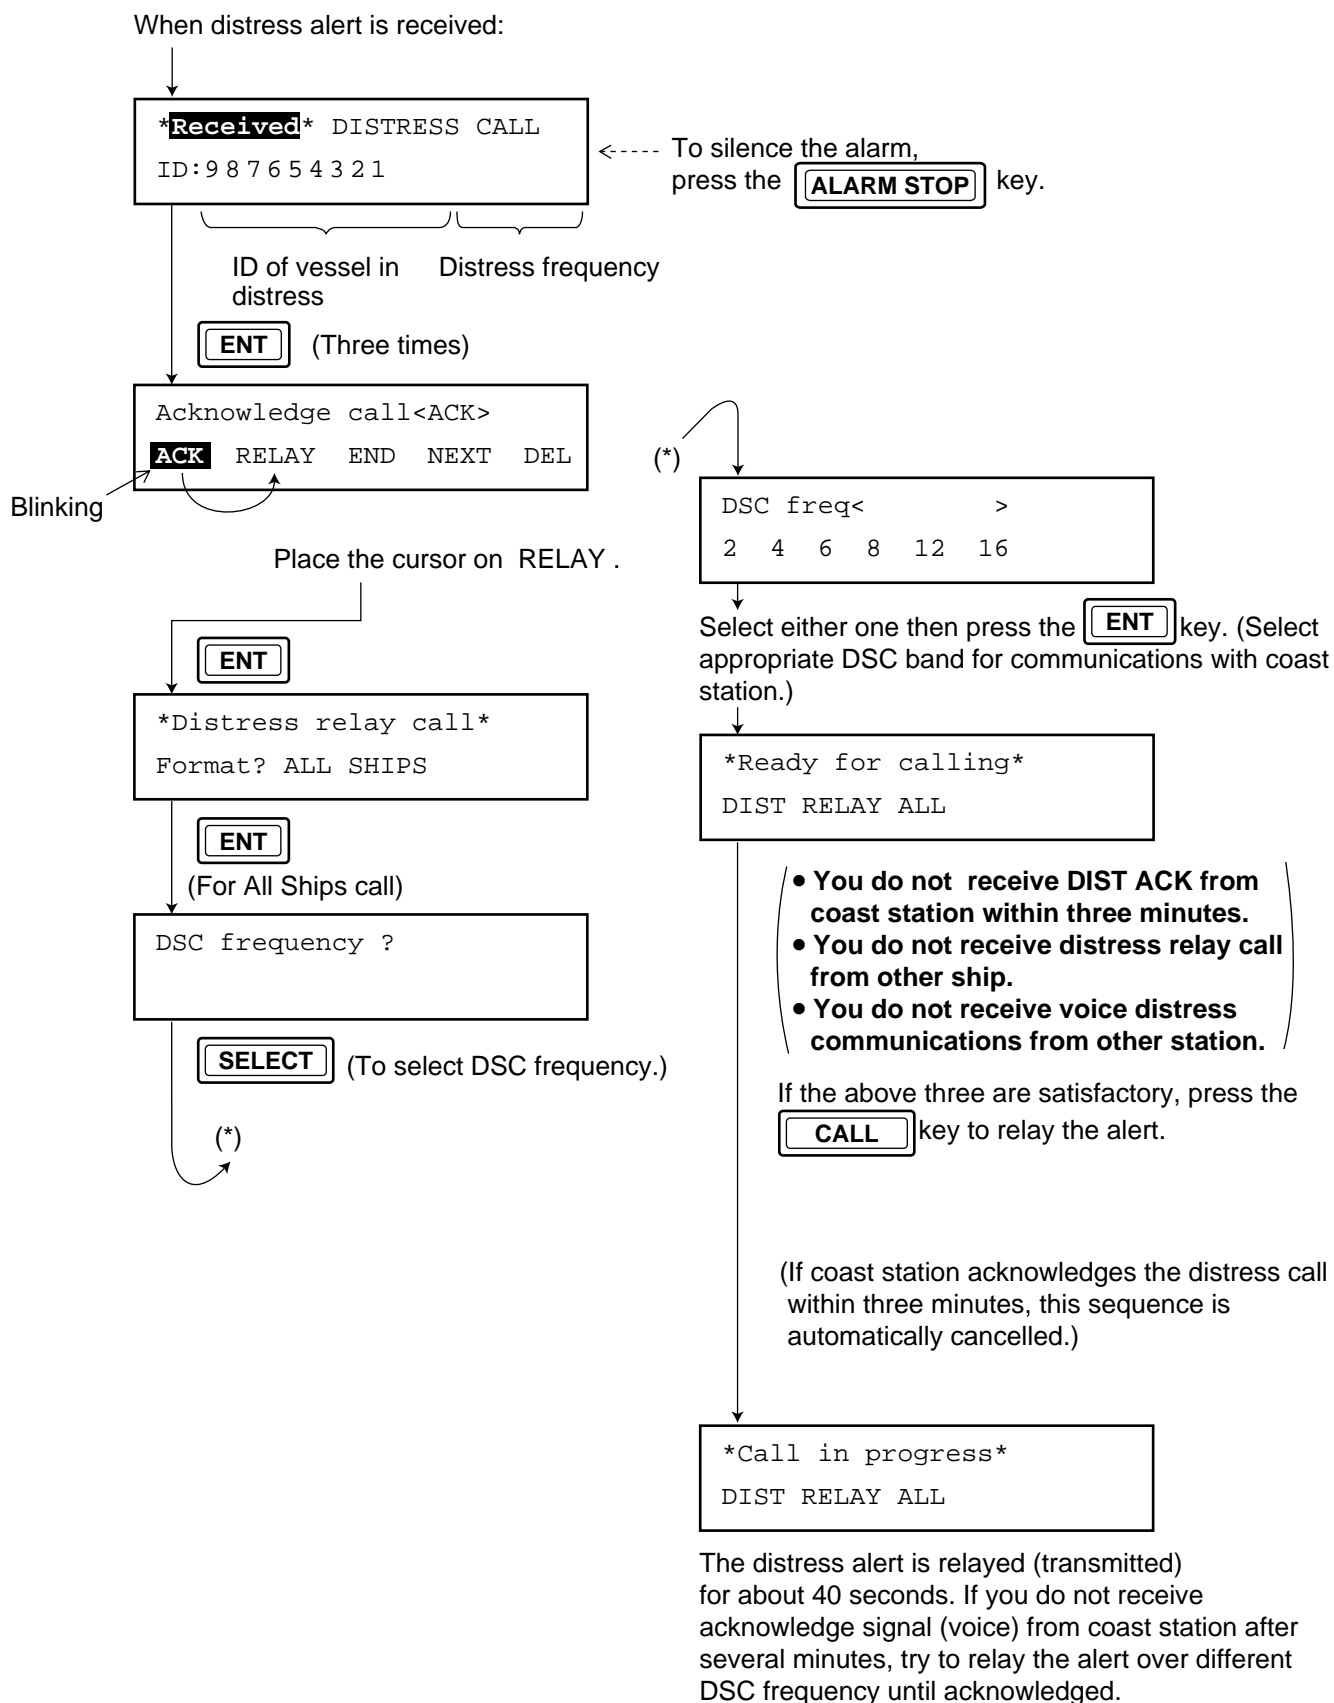 When distress alert is received:
*Received* DISTRESS CALL
ID:987654321
To silence the alarm,
press the ALARM STOP key.
ID of vessel in
distress
Distress frequency
ENT (Three times)
Acknowledge call<ACK>
ACK RELAY END NEXT DEL
Blinking
Place the cursor on RELAY .
ENT
*Distress relay call*
Format? ALL SHIPS
ENT
(For All Ships call)
DSC frequency ?
SELECT (To select DSC frequency.)
(*)
(*)
DSC freq< >
2 4 6 8 12 16
Select either one then press the ENT key. (Select
appropriate DSC band for communications with coast
station.)
*Ready for calling*
DIST RELAY ALL
• You do not receive DIST ACK from
coast station within three minutes.
• You do not receive distress relay call
from other ship.
• You do not receive voice distress
communications from other station.
If the above three are satisfactory, press the
CALL key to relay the alert.
(If coast station acknowledges the distress call
within three minutes, this sequence is
automatically cancelled.)
*Call in progress*
DIST RELAY ALL
The distress alert is relayed (transmitted)
for about 40 seconds. If you do not receive
acknowledge signal (voice) from coast station after
several minutes, try to relay the alert over different
DSC frequency until acknowledged.